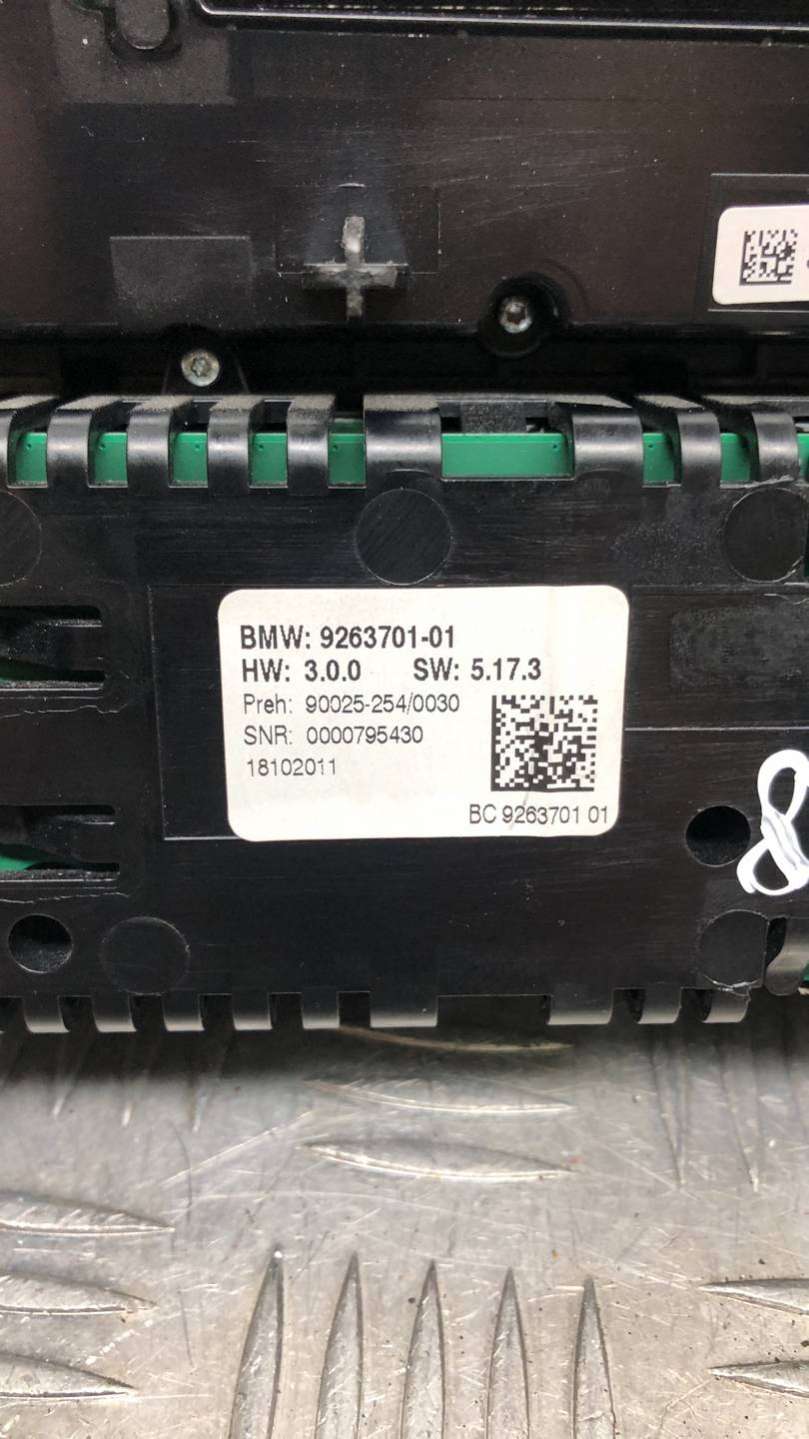 BMW: 9263701-01
HW: 3.0.0 SW: 5.17.3
Preh: 90025-254/0030
SNR: 0000795430
18102011
BC 9263701 01
8